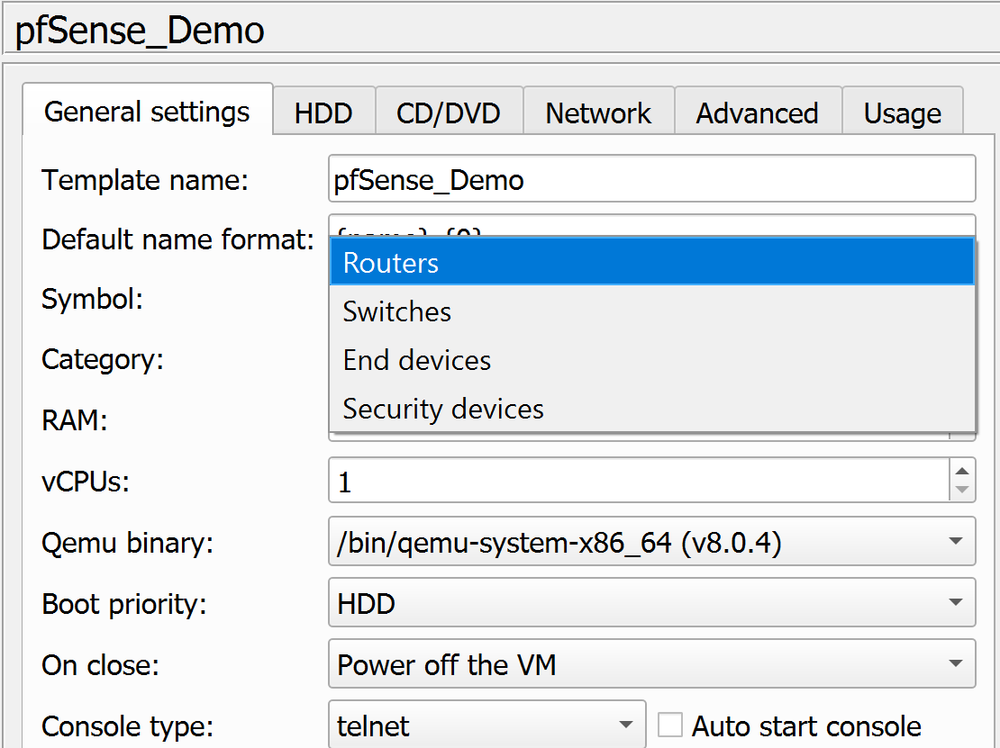 pfSense_Demo
General settings HDD CD/DVD Network Advanced Usage
Template name: pfSense_Demo
Default name format:
Routers
Symbol:
Switches
Category: End devices
RAM: Security devices
vCPUs: 1
Qemu binary: /bin/qemu-system-x86_64 (v8.0.4)
Boot priority: HDD
On close: Power off the VM
Console type: telnet Auto start console